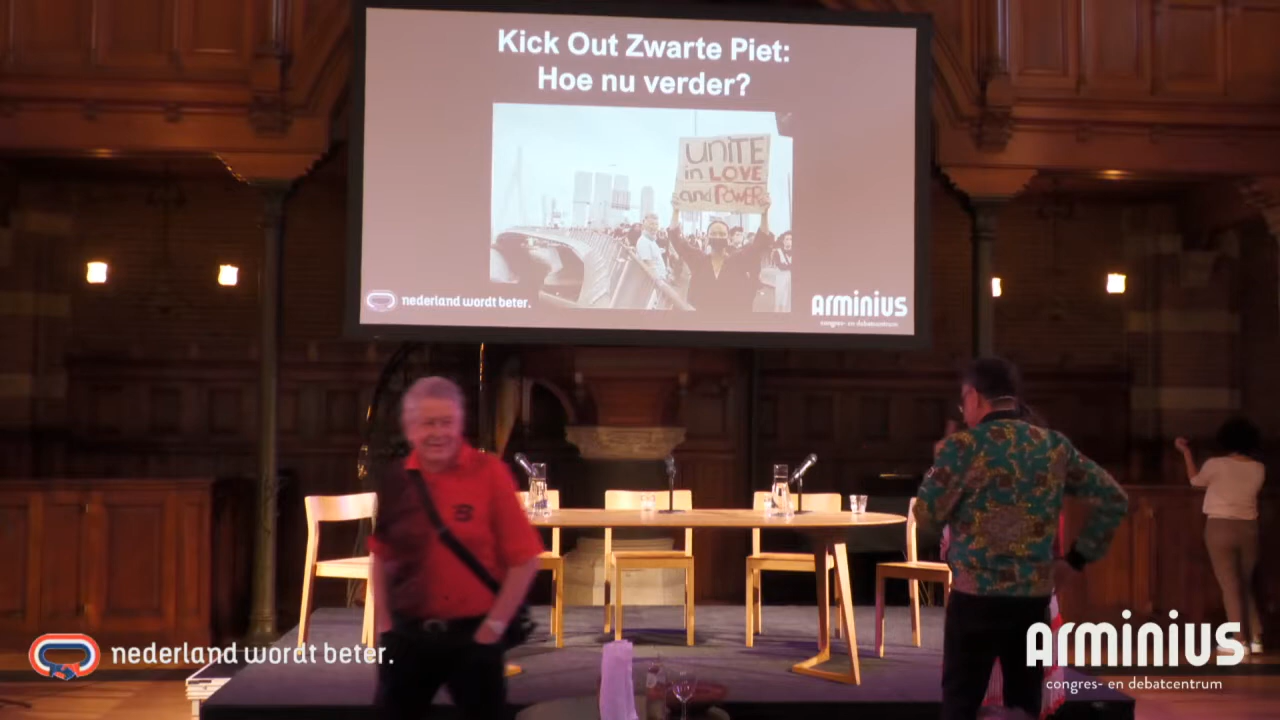 Kick Out Zwarte Piet:
Hoe nu verder?
UNITE
in LOVE
and POWER
nederland wordt beter.
Arminius
congres- en debatcentrum
nederland wordt beter.
Arminius
congres- en debatcentrum